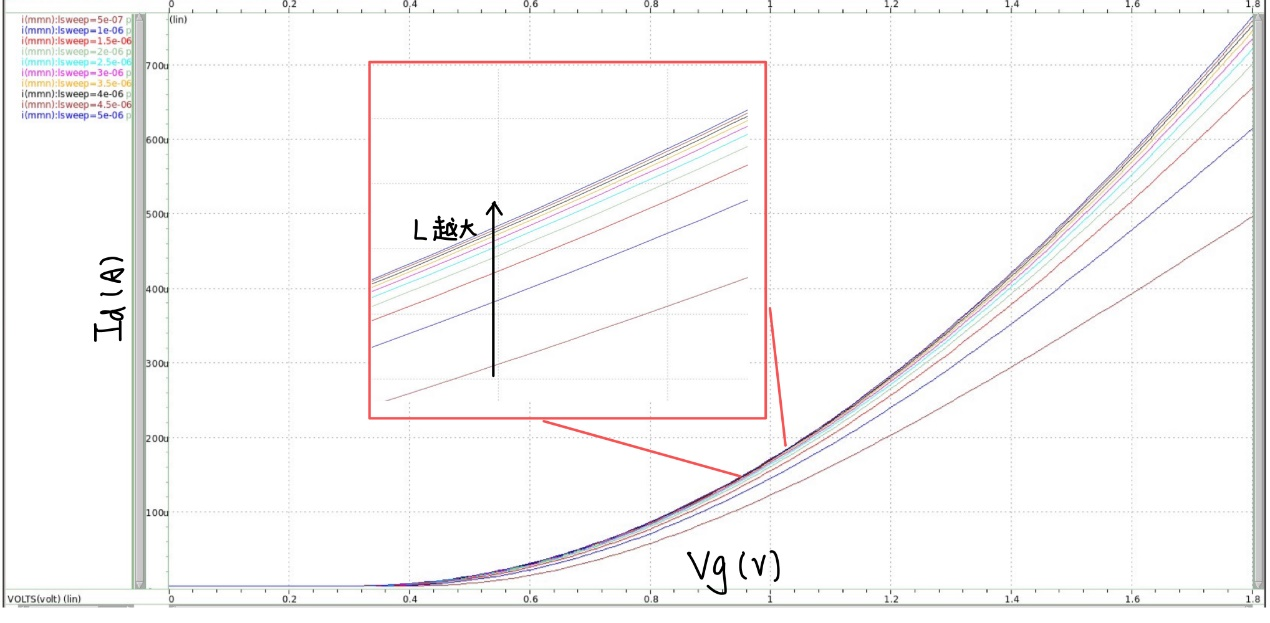 0 0.2 0.4 0.6 0.8 1 1.2 1.4 1.6 1.8
(lin)
i(mmn):lsweep=5e-07 p
i(mmn):lsweep=1e-06 p
i(mmn):lsweep=1.5e-06
i(mmn):lsweep=2e-06 p
i(mmn):lsweep=2.5e-06
i(mmn):lsweep=3e-06 p
i(mmn):lsweep=3.5e-06
i(mmn):lsweep=4e-06 p
i(mmn):lsweep=4.5e-06
i(mmn):lsweep=5e-06 p
700u
600u
500u
400u
300u
200u
100u
0
L越大
Id (A)
Vg (V)
VOLTS(volt) (lin)
0 0.2 0.4 0.6 0.8 1 1.2 1.4 1.6 1.8